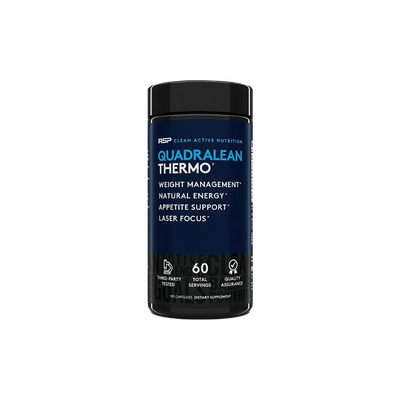 RSP CLEAN ACTIVE NUTRITION
QUADRALEAN
THERMO*
WEIGHT MANAGEMENT*
NATURAL ENERGY*
APPETITE SUPPORT*
LASER FOCUS*
THIRD-PARTY
TESTED
60
TOTAL
SERVINGS
QUALITY
ASSURANCE
CAPSULES DIETARY SUPPLEMENT